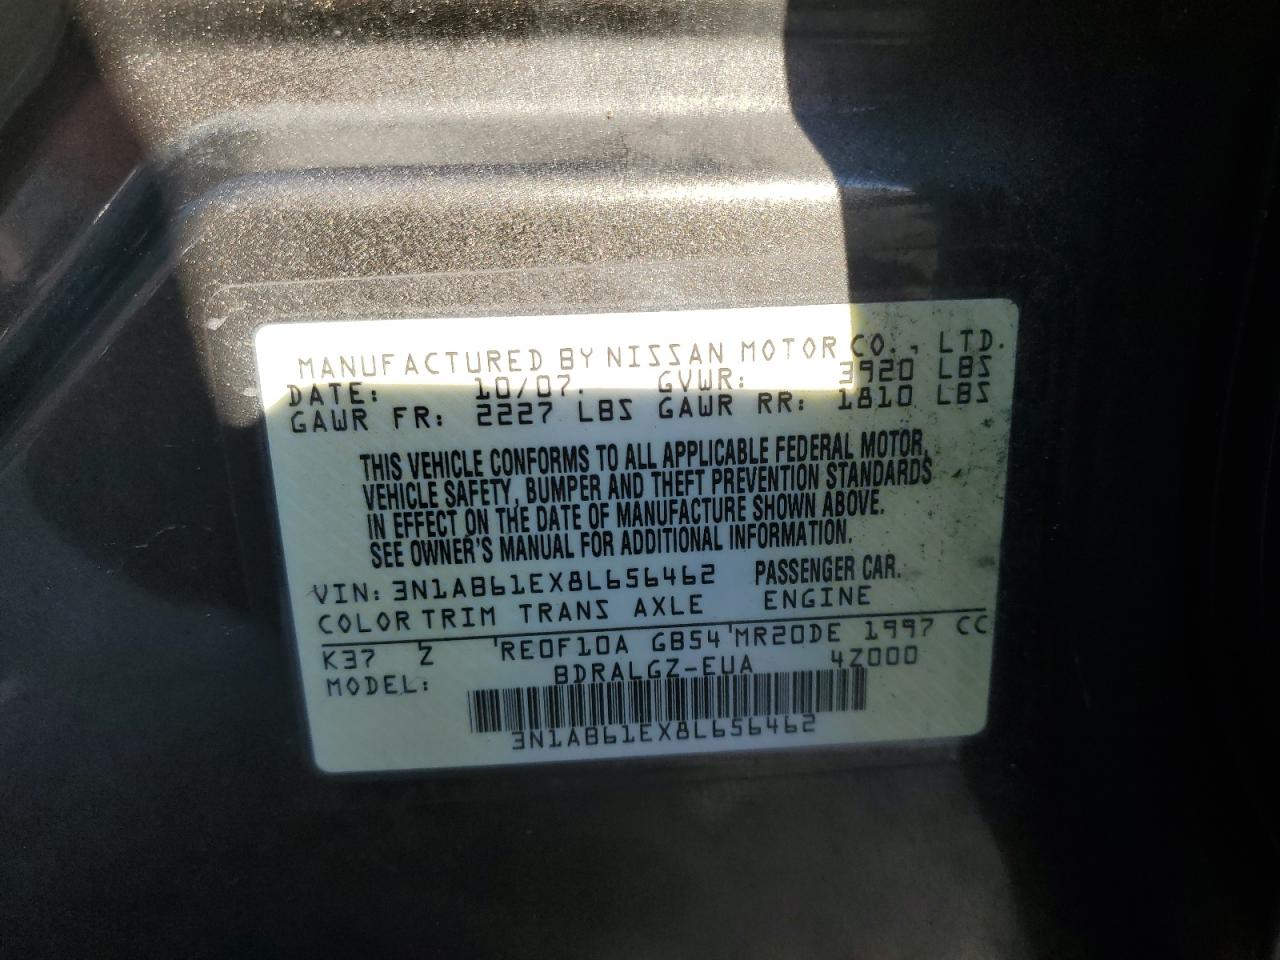 MANUFACTURED BY NISSAN MOTOR CO., LTD.
DATE: 10/07. GVWR: 3920 LBS
GAWR FR: 2227 LBS GAWR RR: 1810 LBS
THIS VEHICLE CONFORMS TO ALL APPLICABLE FEDERAL MOTOR
VEHICLE SAFETY, BUMPER AND THEFT PREVENTION STANDARDS
IN EFFECT ON THE DATE OF MANUFACTURE SHOWN ABOVE.
SEE OWNER'S MANUAL FOR ADDITIONAL INFORMATION.
VIN: 3N1AB61EX8L656462 PASSENGER CAR.
COLOR TRIM TRANS AXLE ENGINE
K37 Z RE0F10A GB54 MR20DE 1997 CC
MODEL: BDRALGZ-EUA 4Z000
3N1AB61EX8L656462